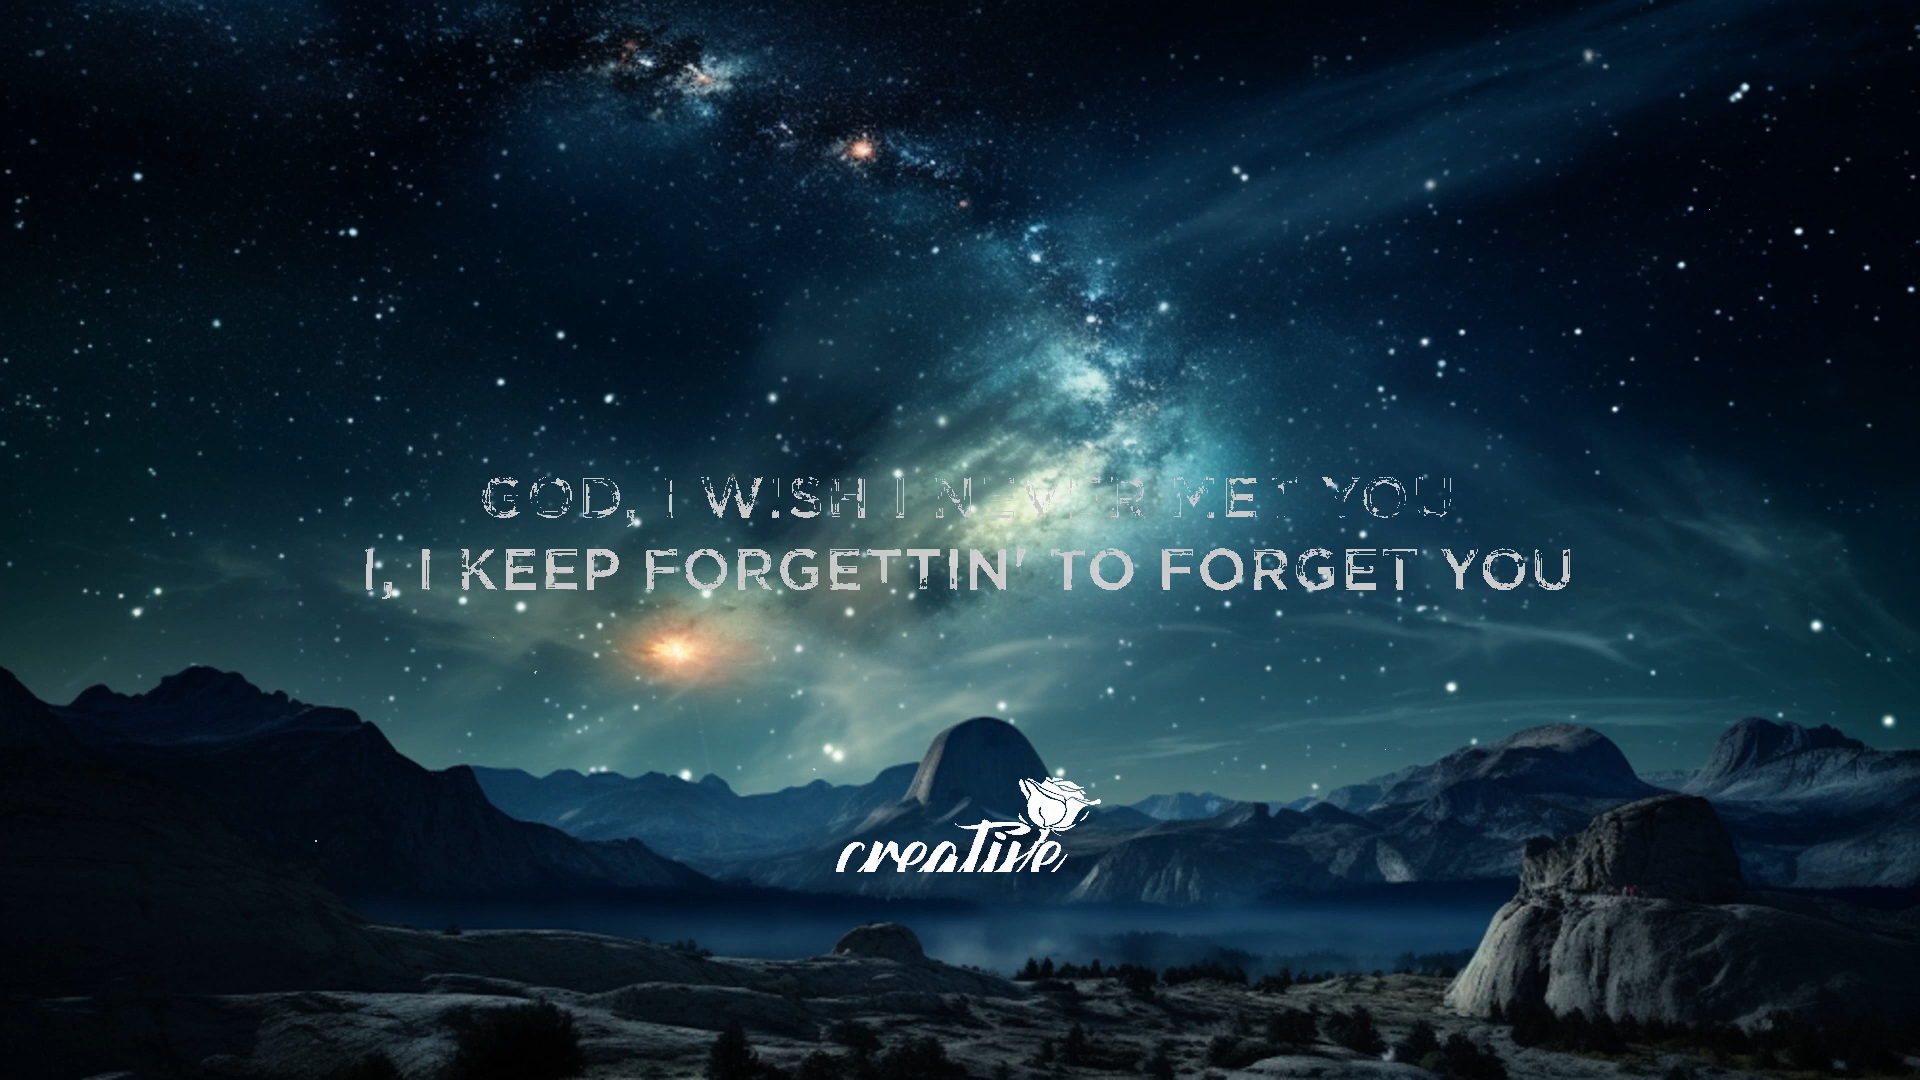 GOD, I WISH I NEVER MET YOU
I, I KEEP FORGETTIN' TO FORGET YOU
creative